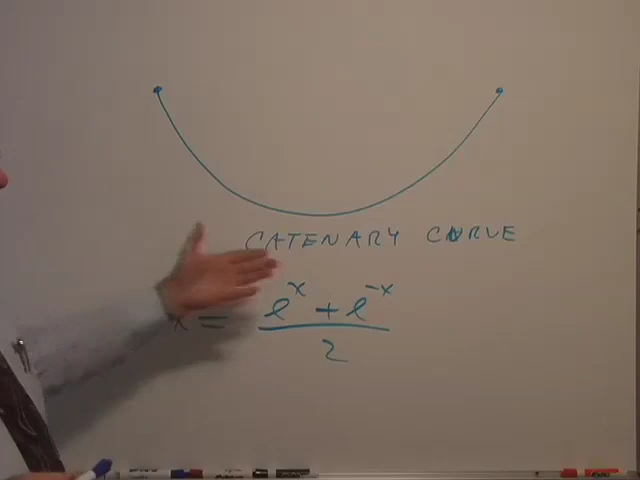 CATENARY CURVE
x = e^x + e^-x
2